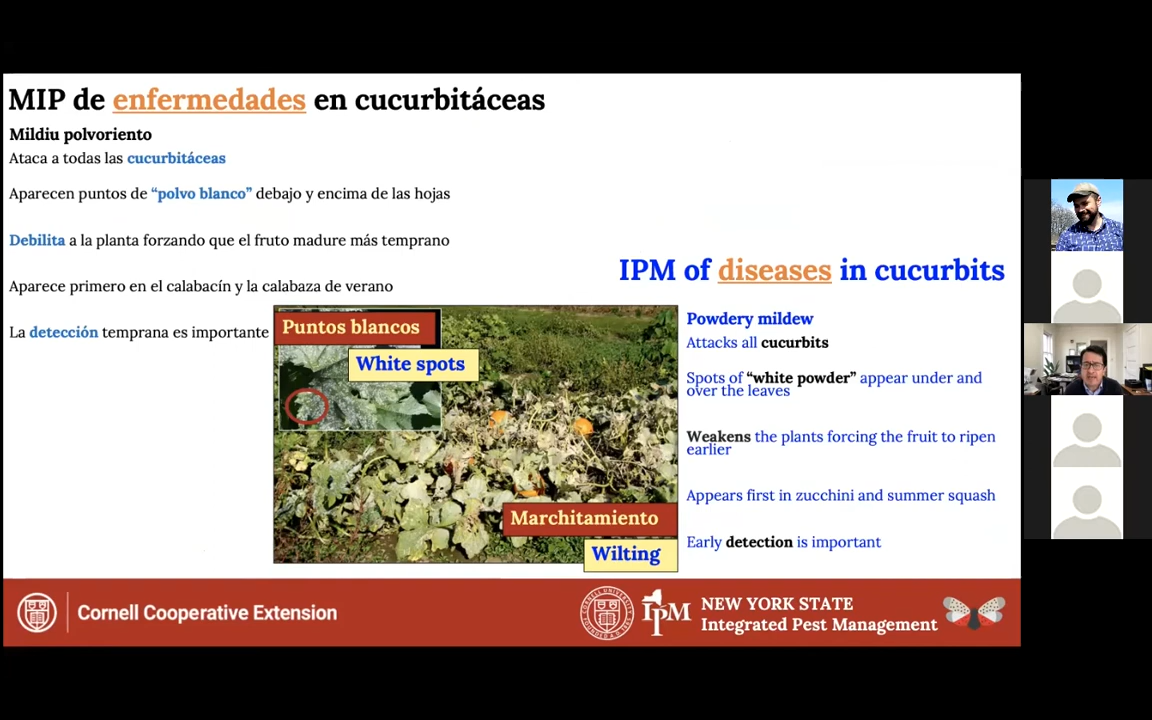 MIP de enfermedades en cucurbitáceas
Mildiu polvoriento
Ataca a todas las cucurbitáceas
Aparecen puntos de “polvo blanco” debajo y encima de las hojas
Debilita a la planta forzando que el fruto madure más temprano
Aparece primero en el calabacín y la calabaza de verano
La detección temprana es importante
Puntos blancos
White spots
Marchitamiento
Wilting
IPM of diseases in cucurbits
Powdery mildew
Attacks all cucurbits
Spots of “white powder” appear under and
over the leaves
Weakens the plants forcing the fruit to ripen
earlier
Appears first in zucchini and summer squash
Early detection is important
Cornell Cooperative Extension
IPM
NEW YORK STATE
Integrated Pest Management